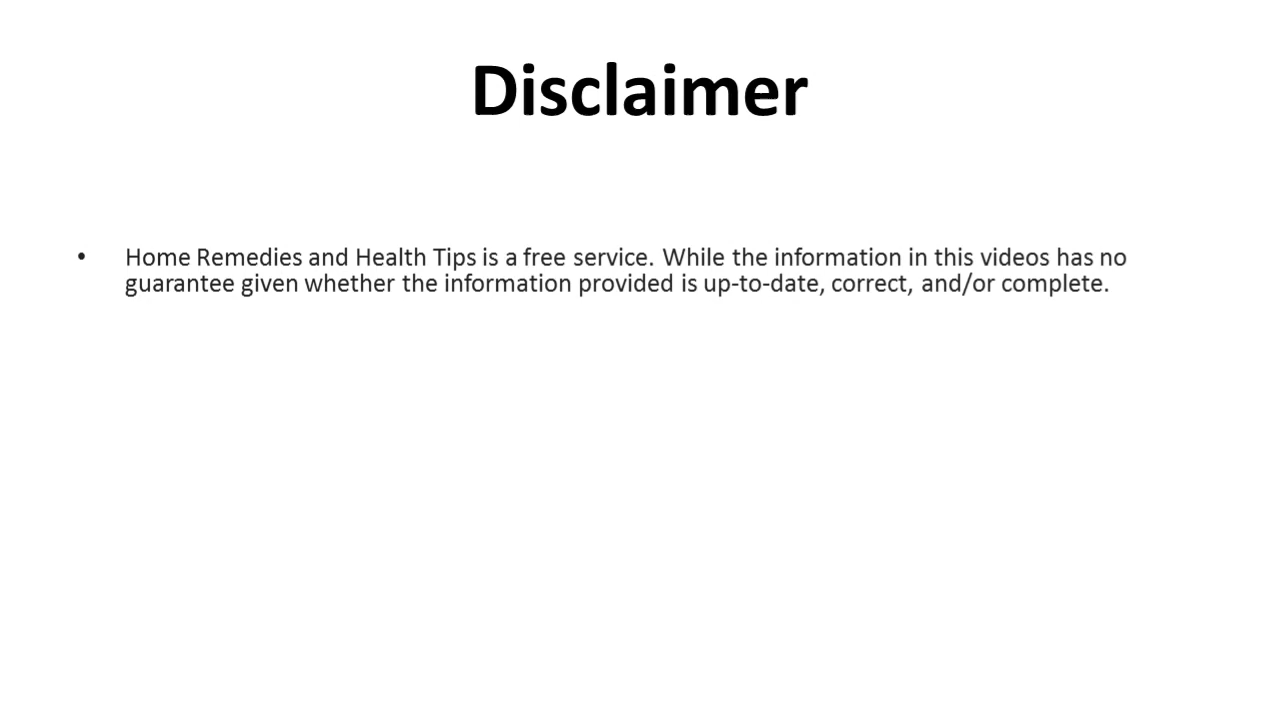 Disclaimer
• Home Remedies and Health Tips is a free service. While the information in this videos has no
guarantee given whether the information provided is up-to-date, correct, and/or complete.